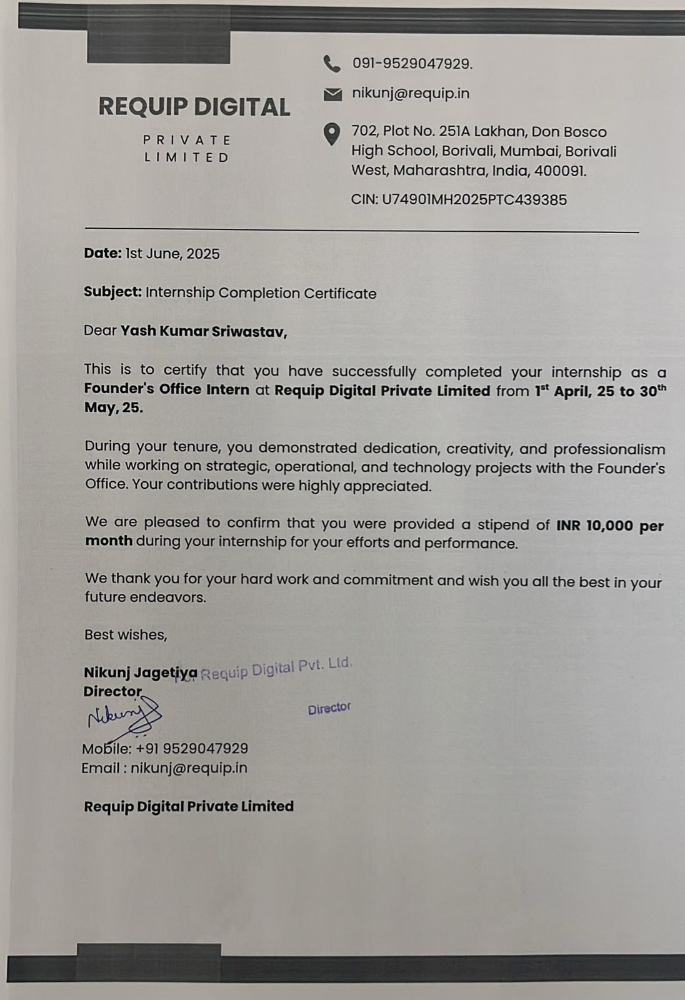 REQUIP DIGITAL
PRIVATE
LIMITED
091-9529047929.
nikunj@requip.in
702, Plot No. 251A Lakhan, Don Bosco
High School, Borivali, Mumbai, Borivali
West, Maharashtra, India, 400091.
CIN: U74901MH2025PTC439385
Date: 1st June, 2025
Subject: Internship Completion Certificate
Dear Yash Kumar Sriwastav,
This is to certify that you have successfully completed your internship as a
Founder's Office Intern at Requip Digital Private Limited from 1st April, 25 to 30th
May, 25.
During your tenure, you demonstrated dedication, creativity, and professionalism
while working on strategic, operational, and technology projects with the Founder's
Office. Your contributions were highly appreciated.
We are pleased to confirm that you were provided a stipend of INR 10,000 per
month during your internship for your efforts and performance.
We thank you for your hard work and commitment and wish you all the best in your
future endeavors.
Best wishes,
Nikunj Jagetiya
For Requip Digital Pvt. Ltd.
Director
Nikunj
Director
Mobile: +91 9529047929
Email : nikunj@requip.in
Requip Digital Private Limited